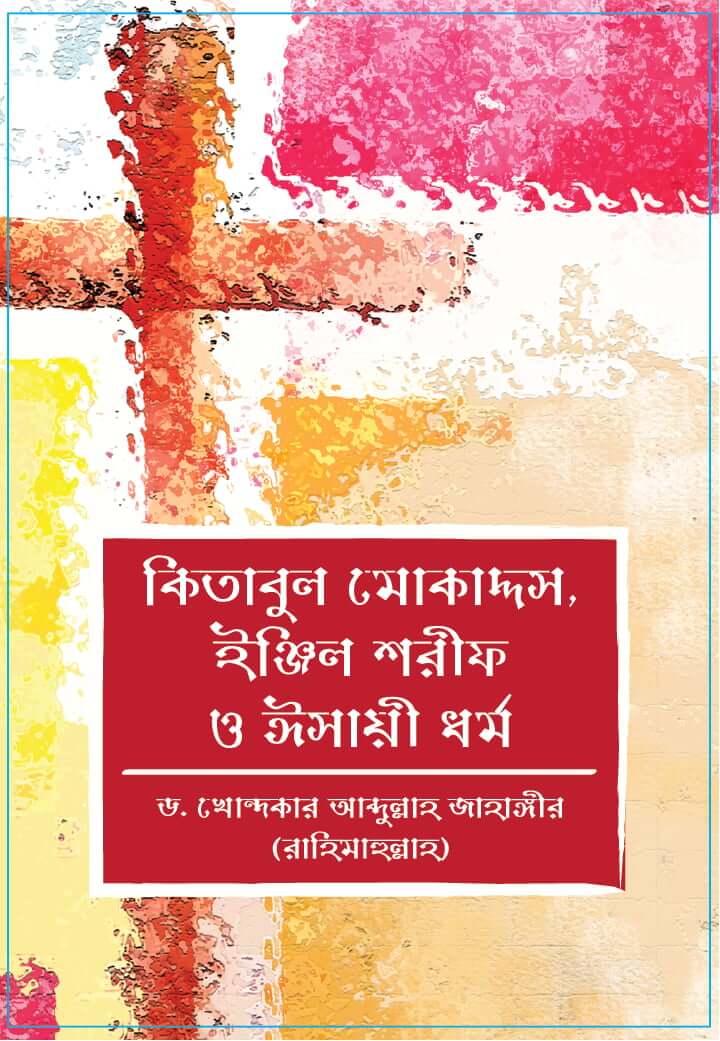 কিতাবুল মোকাদ্দস,
ইঞ্জিল শরীফ
ও ঈসায়ী ধর্ম
ড. খোন্দকার আব্দুল্লাহ জাহাঙ্গীর
(রাহিমাহুল্লাহ)